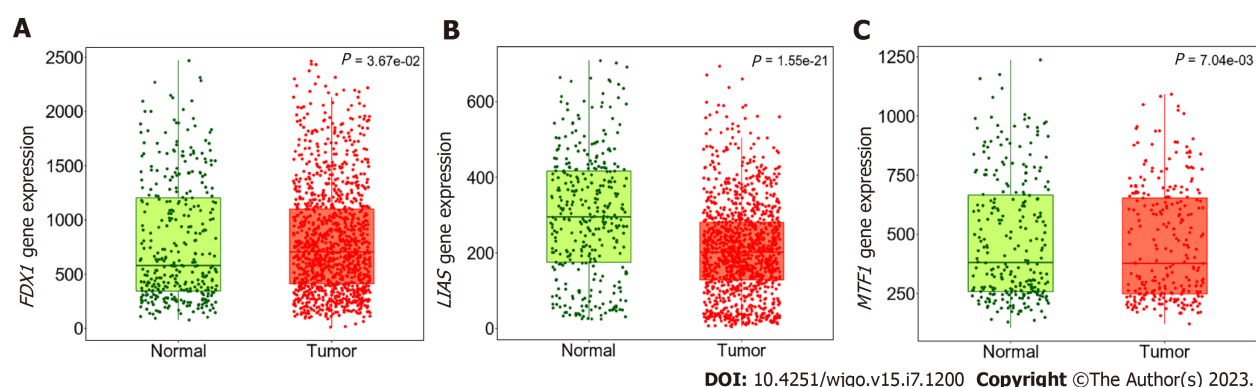 A
B
C
P = 3.67e-02
P = 1.55e-21
P = 7.04e-03
FDX1 gene expression
2500
2000
1500
1000
500
0
Normal
Tumor
LIAS gene expression
600
400
200
0
Normal
Tumor
MTF1 gene expression
1250
1000
750
500
250
Normal
Tumor
DOI: 10.4251/wjgo.v15.i7.1200 Copyright ©The Author(s) 2023.